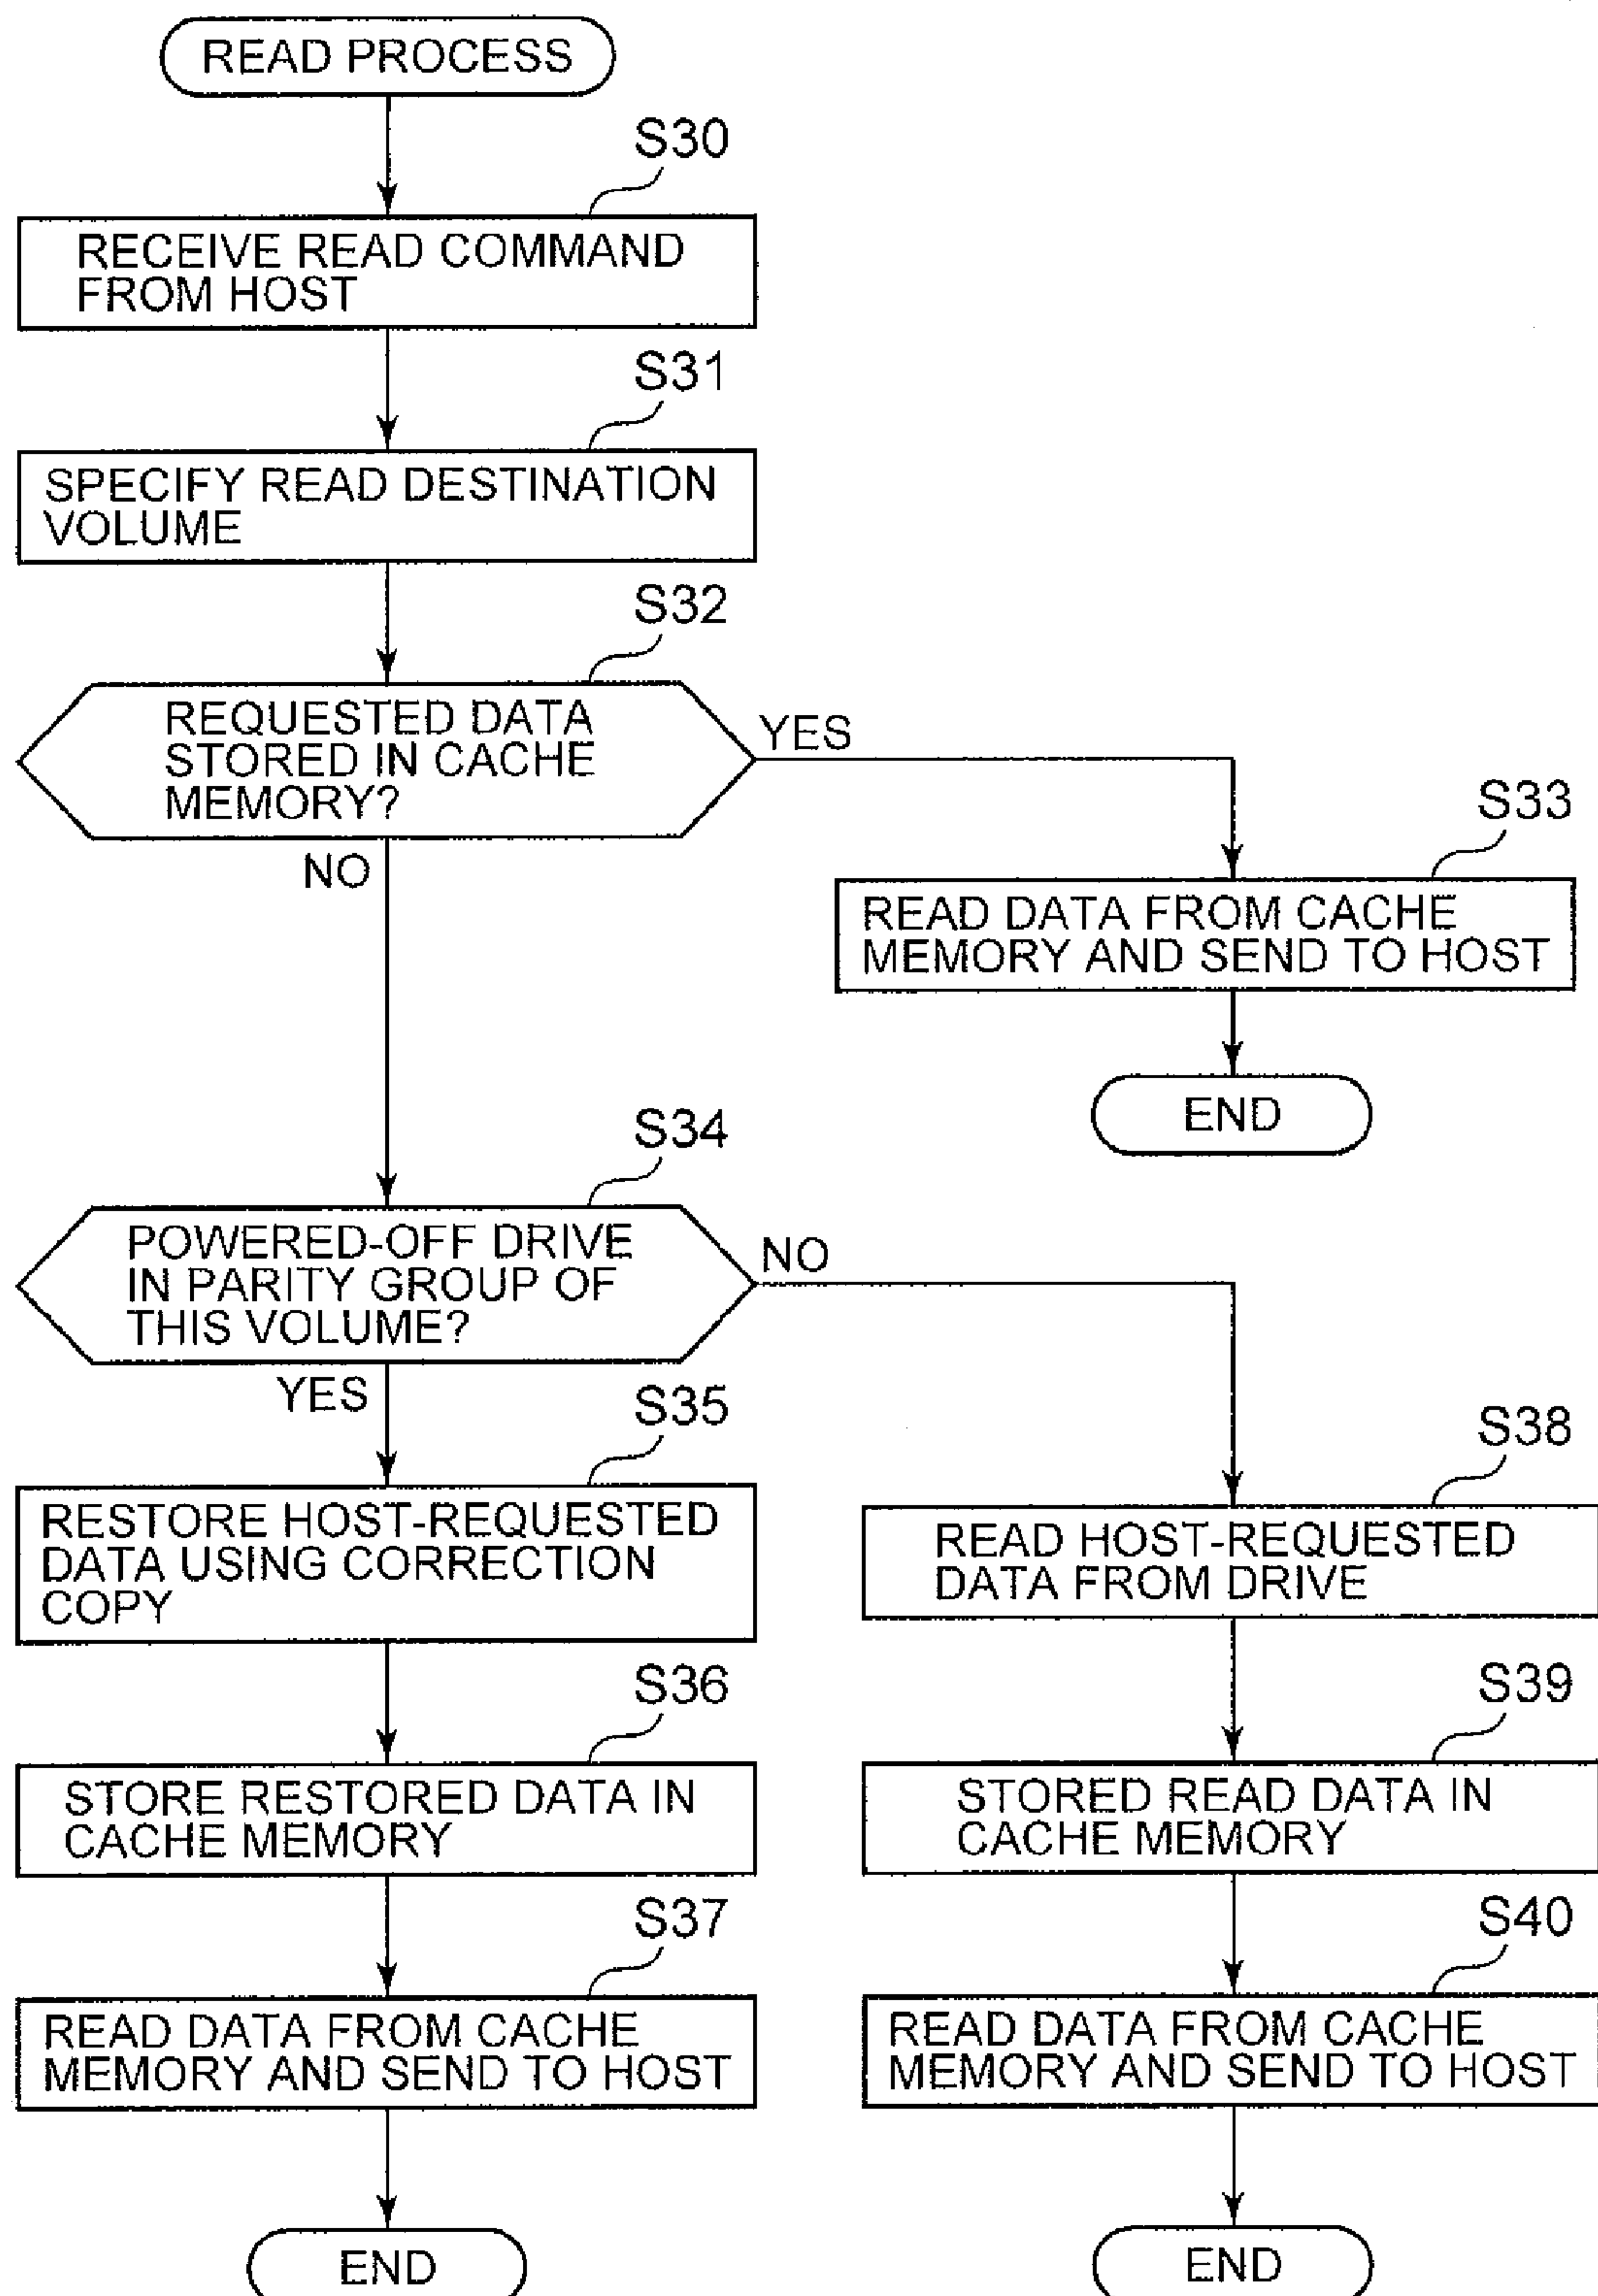 READ PROCESS
S30
RECEIVE READ COMMAND
FROM HOST
S31
SPECIFY READ DESTINATION
VOLUME
S32
REQUESTED DATA
STORED IN CACHE
MEMORY?
YES
NO
S33
READ DATA FROM CACHE
MEMORY AND SEND TO HOST
END
S34
POWERED-OFF DRIVE
IN PARITY GROUP OF
THIS VOLUME?
NO
YES
S35
RESTORE HOST-REQUESTED
DATA USING CORRECTION
COPY
S38
READ HOST-REQUESTED
DATA FROM DRIVE
S36
STORE RESTORED DATA IN
CACHE MEMORY
S39
STORED READ DATA IN
CACHE MEMORY
S37
READ DATA FROM CACHE
MEMORY AND SEND TO HOST
S40
READ DATA FROM CACHE
MEMORY AND SEND TO HOST
END
END